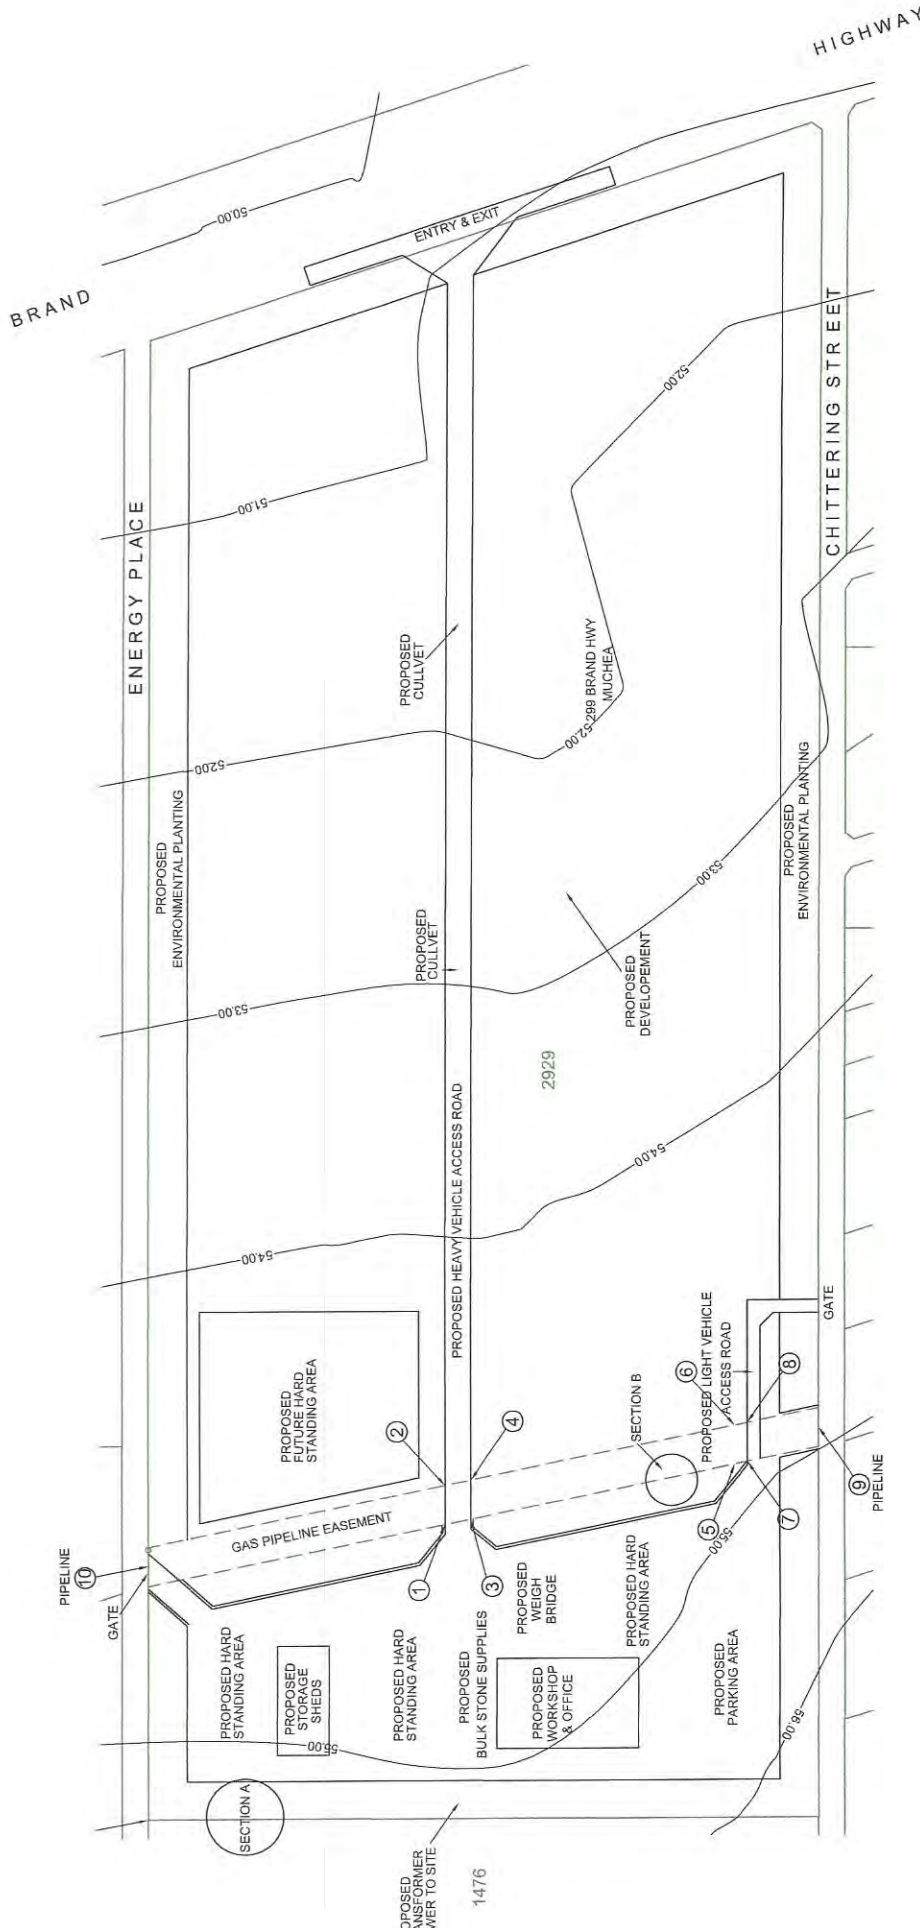 HIGHWAY
BRAND
50.00
ENTRY & EXIT
ENERGY PLACE
CHITTERING STREET
52.00
51.00
PROPOSED
CULLVET
299 BRAND HWY
MUCHEA
52.00
52.00
PROPOSED
ENVIRONMENTAL PLANTING
PROPOSED
ENVIRONMENTAL PLANTING
53.00
PROPOSED
CULLVET
PROPOSED
DEVELOPEMENT
53.00
2929
PROPOSED HEAVY VEHICLE ACCESS ROAD
54.00
54.00
PROPOSED
FUTURE HARD
STANDING AREA
GATE
PROPOSED LIGHT VEHICLE
ACCESS ROAD
6
8
SECTION B
2
4
9
PIPELINE
GAS PIPELINE EASEMENT
5
7
55.00
PIPELINE
10
GATE
1
3
PROPOSED
WEIGH
BRIDGE
PROPOSED HARD
STANDING AREA
PROPOSED HARD
STANDING AREA
PROPOSED
STORAGE
SHEDS
PROPOSED HARD
STANDING AREA
PROPOSED
BULK STONE SUPPLIES
PROPOSED
WORKSHOP
& OFFICE
PROPOSED
PARKING AREA
55.00
56.00
SECTION A
1476